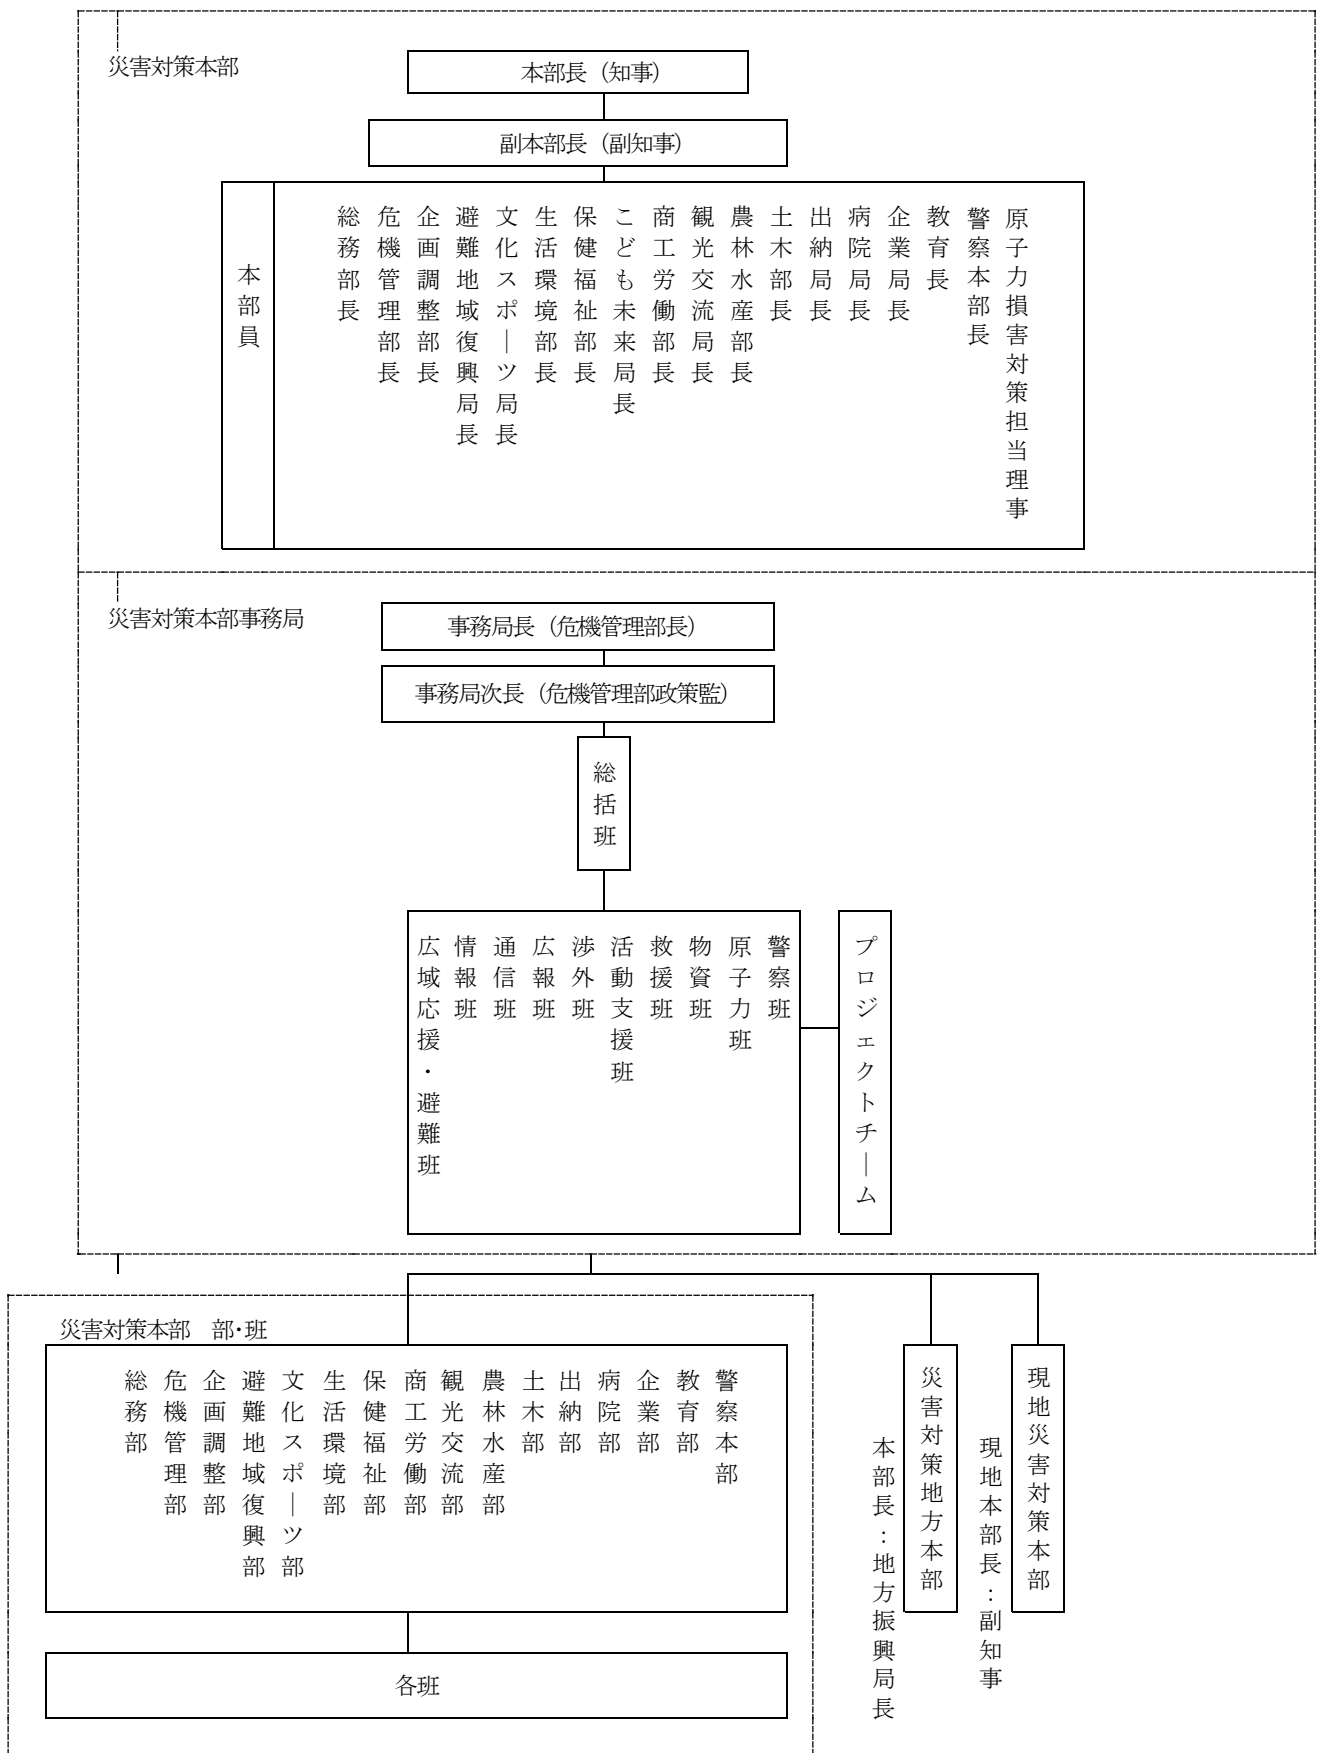 災害対策本部
本部長（知事）
副本部長（副知事）
本部員
総務部長
危機管理部長
企画調整部長
避難地域復興局長
文化スポーツ局長
生活環境部長
保健福祉部長
こども未来局長
商工労働部長
観光交流局長
農林水産部長
土木部長
出納局長
病院局長
企業局長
教育長
警察本部長
原子力損害対策担当理事
災害対策本部事務局
事務局長（危機管理部長）
事務局次長（危機管理部政策監）
総括班
広域応援・避難班
情報班
通信班
広報班
渉外班
活動支援班
救援班
物資班
原子力班
警察班
プロジェクトチーム
災害対策本部　部・班
総務部
危機管理部
企画調整部
避難地域復興部
文化スポーツ部
生活環境部
保健福祉部
商工労働部
観光交流部
農林水産部
土木部
出納部
病院部
企業部
教育部
警察本部
各班
災害対策地方本部
本部長：地方振興局長
現地災害対策本部
現地本部長：副知事